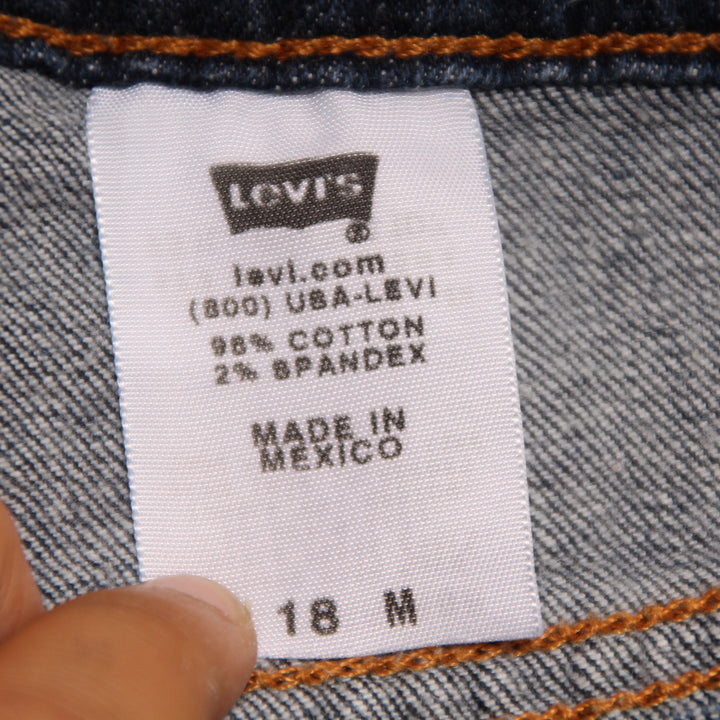 Levi's
®
levi.com
(800) USA-LEVI
98% COTTON
2% SPANDEX
MADE IN
MEXICO
18 M